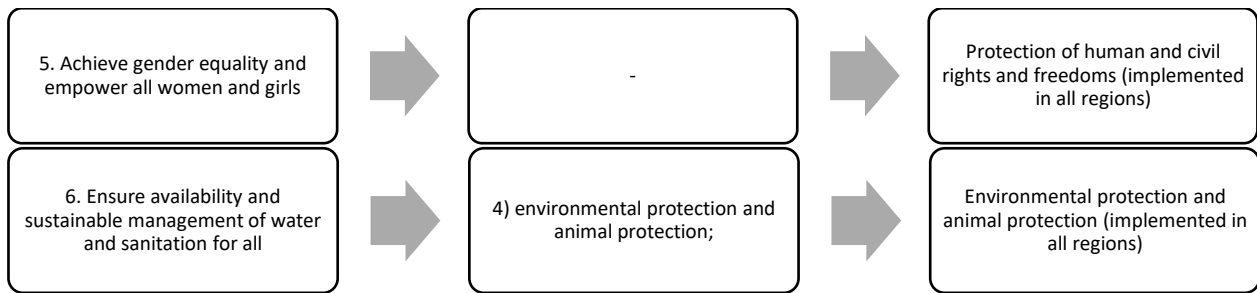 5. Achieve gender equality and
empower all women and girls
-
Protection of human and civil
rights and freedoms (implemented
in all regions)
6. Ensure availability and
sustainable management of water
and sanitation for all
4) environmental protection and
animal protection;
Environmental protection and
animal protection (implemented in
all regions)